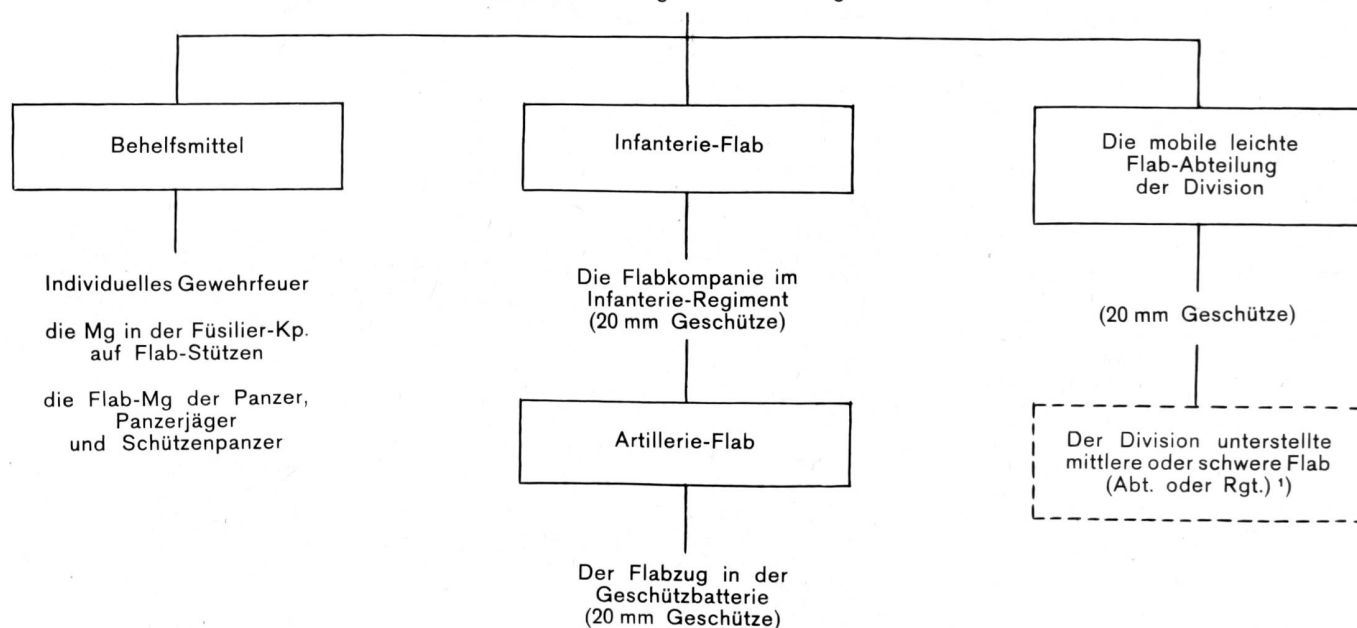 Behelfsmittel
Individuelles Gewehrfeuer
die Mg in der Füsilier-Kp.
auf Flab-Stützen
die Flab-Mg der Panzer,
Panzerjäger
und Schützenpanzer
Infanterie-Flab
Die Flabkompanie im
Infanterie-Regiment
(20 mm Geschütze)
Artillerie-Flab
Der Flabzug in der
Geschützbatterie
(20 mm Geschütze)
Die mobile leichte
Flab-Abteilung
der Division
(20 mm Geschütze)
Der Division unterstellte
mittlere oder schwere Flab
(Abt. oder Rgt.) ¹)